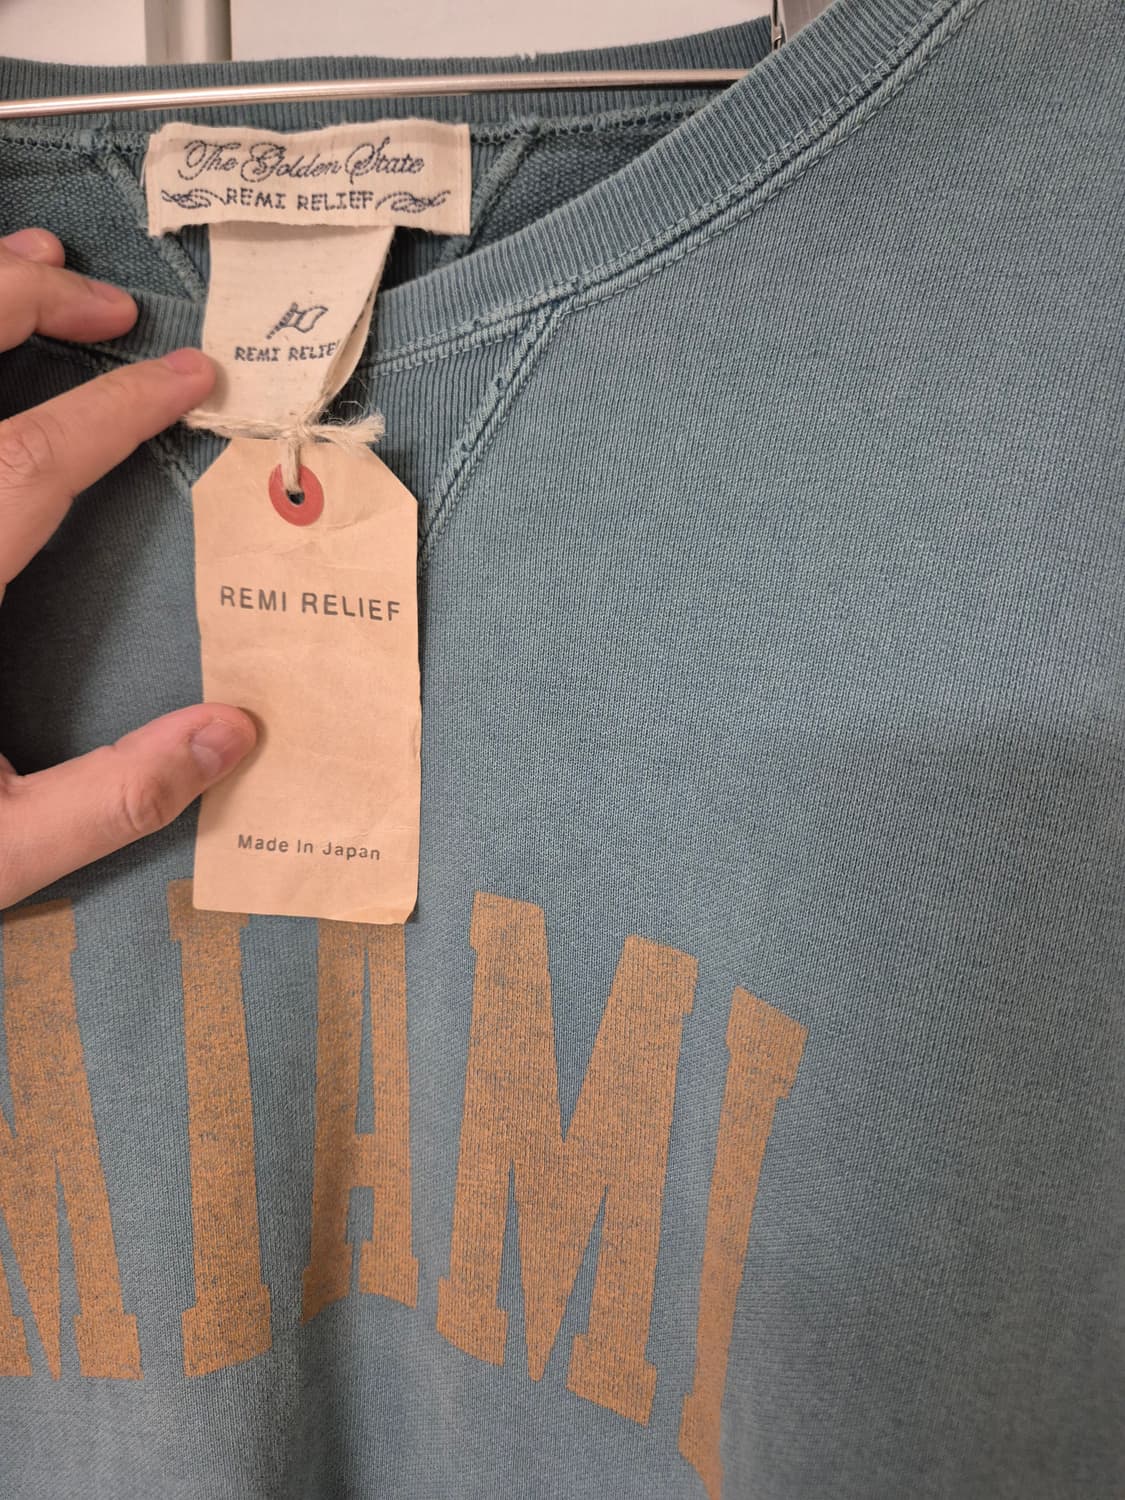 The Golden State
REMI RELIEF
REMI RELIEF
REMI RELIEF
Made In Japan
MIAMI